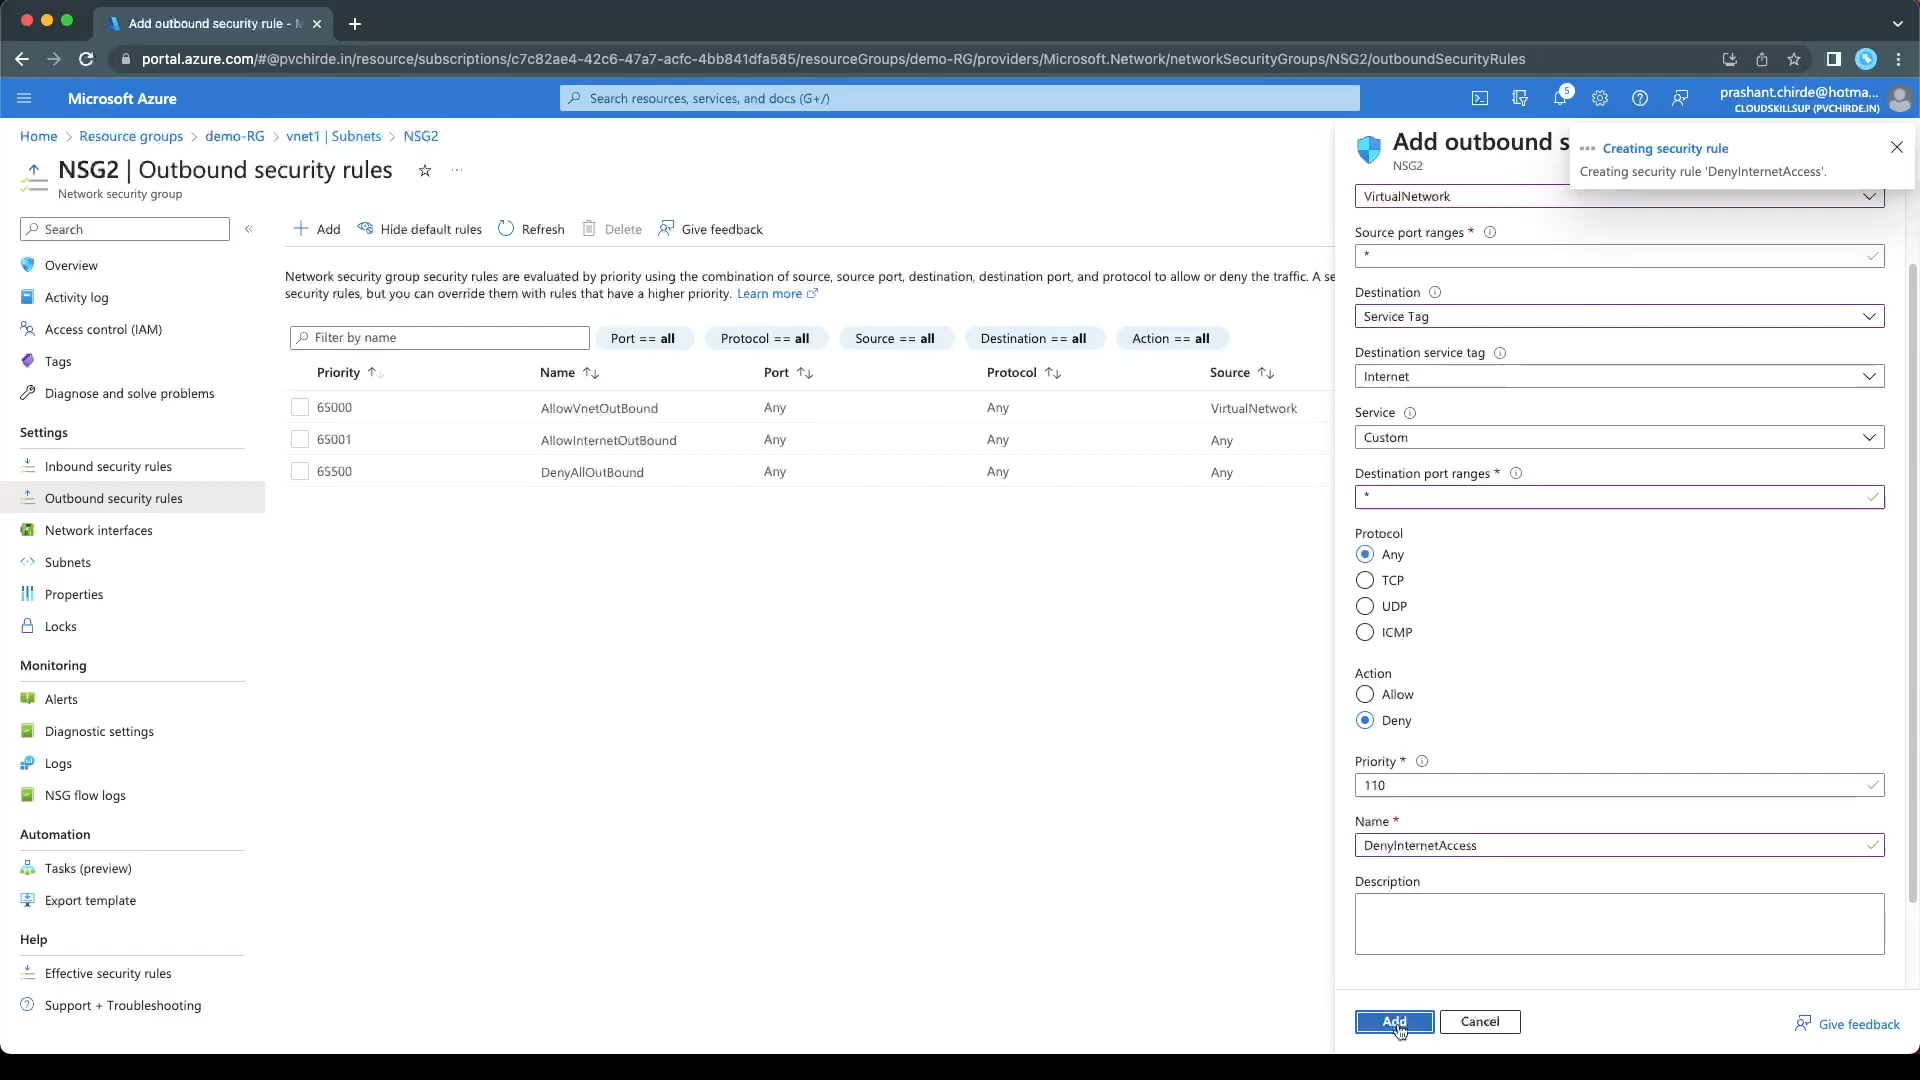 Add outbound security rule - M
portal.azure.com/#@pvchirde.in/resource/subscriptions/c7c82ae4-42c6-47a7-acfc-4bb841dfa585/resourceGroups/demo-RG/providers/Microsoft.Network/networkSecurityGroups/NSG2/outboundSecurityRules
Microsoft Azure
Search resources, services, and docs (G+/)
5
prashant.chirde@hotma...
CLOUDSKILLSUP (PVCHIRDE.IN)
Home > Resource groups > demo-RG > vnet1 | Subnets > NSG2
NSG2 | Outbound security rules
Network security group
Search
Overview
Activity log
Access control (IAM)
Tags
Diagnose and solve problems
Settings
Inbound security rules
Outbound security rules
Network interfaces
Subnets
Properties
Locks
Monitoring
Alerts
Diagnostic settings
Logs
NSG flow logs
Automation
Tasks (preview)
Export template
Help
Effective security rules
Support + Troubleshooting
Add Hide default rules Refresh Delete Give feedback
Network security group security rules are evaluated by priority using the combination of source, source port, destination, destination port, and protocol to allow or deny the traffic. A se
security rules, but you can override them with rules that have a higher priority. Learn more
Filter by name Port == all Protocol == all Source == all Destination == all Action == all
Priority Name Port Protocol Source
65000 AllowVnetOutBound Any Any VirtualNetwork
65001 AllowInternetOutBound Any Any Any
65500 DenyAllOutBound Any Any Any
Add outbound s
NSG2
Creating security rule
Creating security rule 'DenyInternetAccess'.
VirtualNetwork
Source port ranges *
*
Destination
Service Tag
Destination service tag
Internet
Service
Custom
Destination port ranges *
*
Protocol
Any
TCP
UDP
ICMP
Action
Allow
Deny
Priority *
110
Name *
DenyInternetAccess
Description
Add Cancel
Give feedback